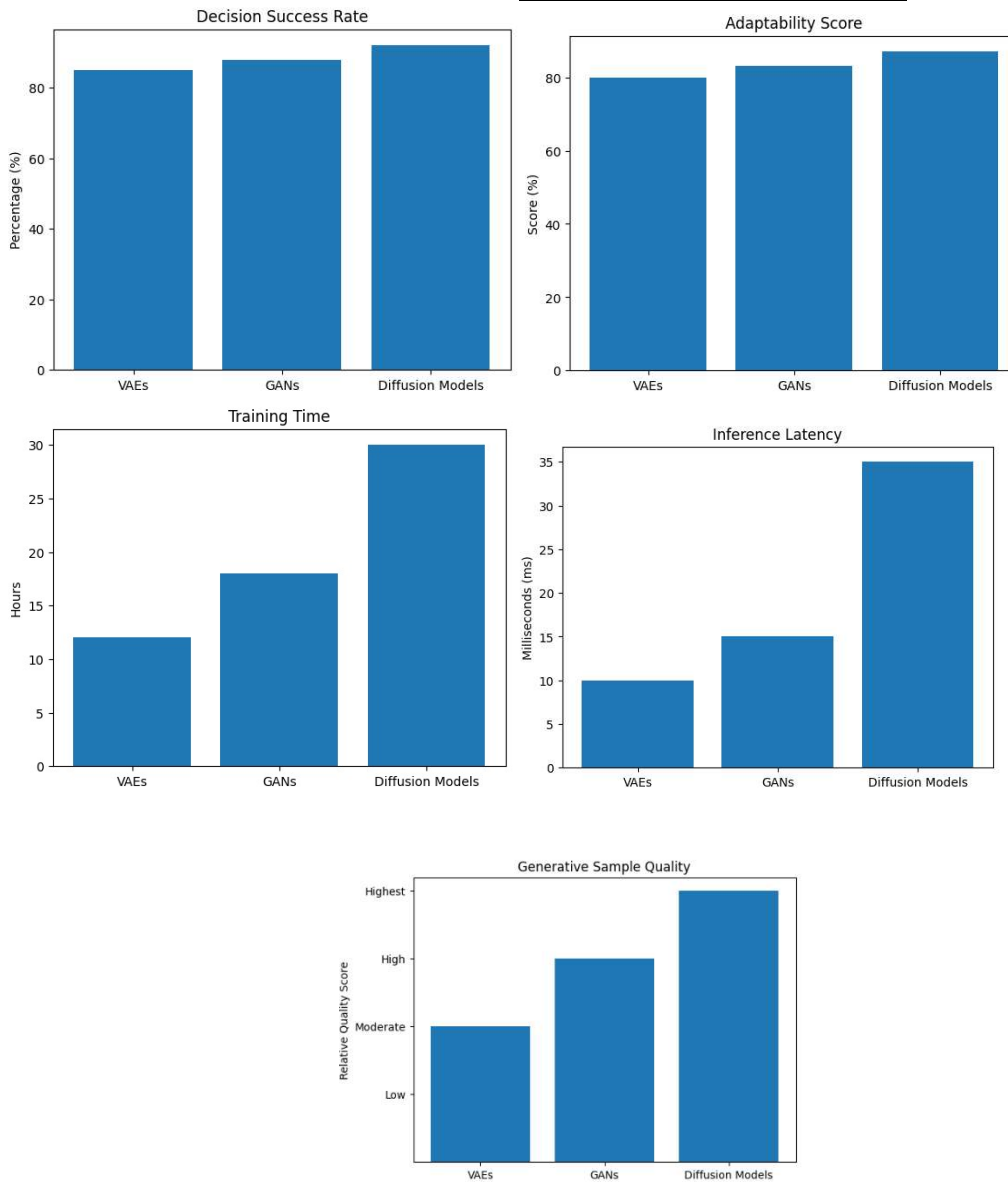 Decision Success Rate
Percentage (%)
80
60
40
20
0
VAEs
GANs
Diffusion Models
Adaptability Score
Score (%)
80
60
40
20
0
VAEs
GANs
Diffusion Models
Training Time
Hours
30
25
20
15
10
5
0
VAEs
GANs
Diffusion Models
Inference Latency
Milliseconds (ms)
35
30
25
20
15
10
5
0
VAEs
GANs
Diffusion Models
Generative Sample Quality
Relative Quality Score
Highest
High
Moderate
Low
VAEs
GANs
Diffusion Models